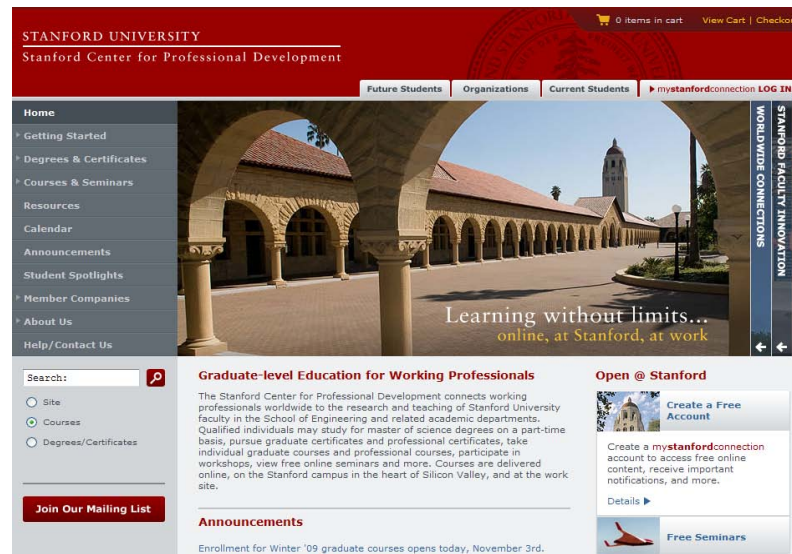 0 items in cart View Cart | Checkou
STANFORD UNIVERSITY
Stanford Center for Professional Development
Future Students Organizations Current Students mystanfordconnection LOG IN
Home
Getting Started
Degrees & Certificates
Courses & Seminars
Resources
Calendar
Announcements
Student Spotlights
Member Companies
About Us
Help/Contact Us
WORLDWIDE CONNECTIONS
STANFORD FACULTY INNOVATION
Learning without limits...
online, at Stanford, at work
Search:
Site
Courses
Degrees/Certificates
Join Our Mailing List
Graduate-level Education for Working Professionals
The Stanford Center for Professional Development connects working
professionals worldwide to the research and teaching of Stanford University
faculty in the School of Engineering and related academic departments.
Qualified individuals may study for master of science degrees on a part-time
basis, pursue graduate certificates and professional certificates, take
individual graduate courses and professional courses, participate in
workshops, view free online seminars and more. Courses are delivered
online, on the Stanford campus in the heart of Silicon Valley, and at the work
site.
Announcements
Enrollment for Winter '09 graduate courses opens today, November 3rd.
Open @ Stanford
Create a Free
Account
Create a mystanfordconnection
account to access free online
content, receive important
notifications, and more.
Details
Free Seminars